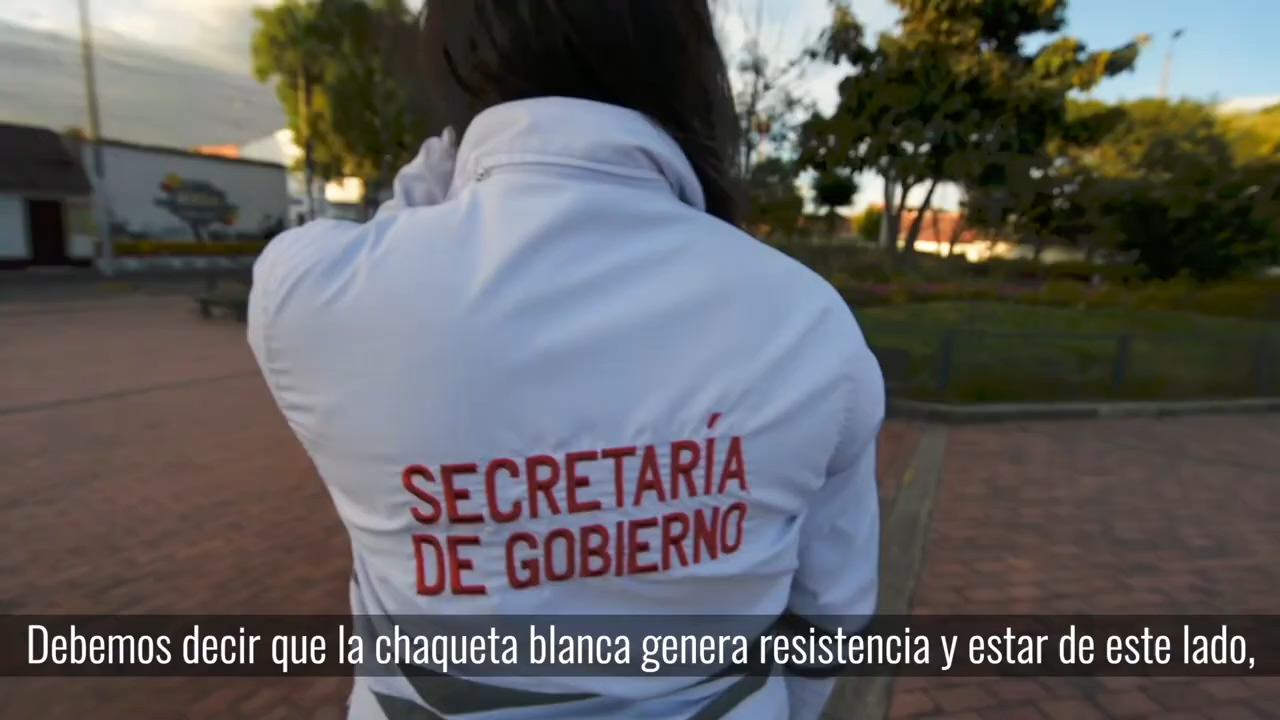 SECRETARÍA
DE GOBIERNO
Debemos decir que la chaqueta blanca genera resistencia y estar de este lado,